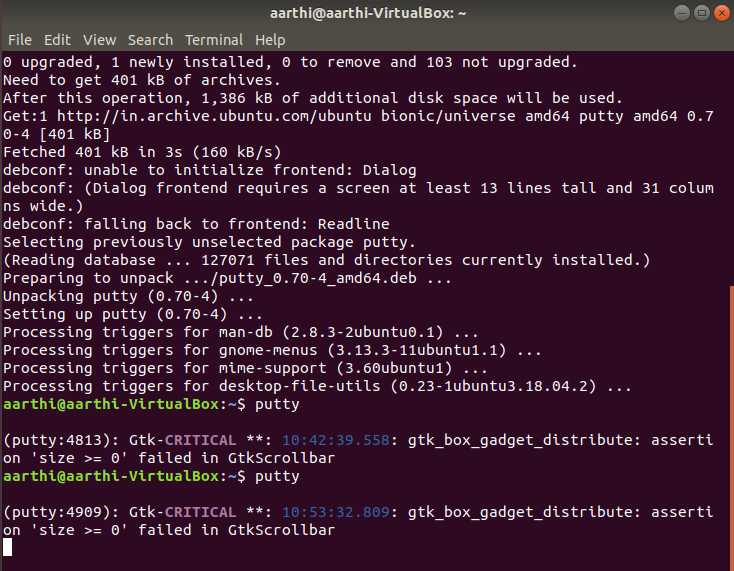 aarthi@aarthi-VirtualBox: ~
File Edit View Search Terminal Help
0 upgraded, 1 newly installed, 0 to remove and 103 not upgraded.
Need to get 401 kB of archives.
After this operation, 1,386 kB of additional disk space will be used.
Get:1 http://in.archive.ubuntu.com/ubuntu bionic/universe amd64 putty amd64 0.7
0-4 [401 kB]
Fetched 401 kB in 3s (160 kB/s)
debconf: unable to initialize frontend: Dialog
debconf: (Dialog frontend requires a screen at least 13 lines tall and 31 colum
ns wide.)
debconf: falling back to frontend: Readline
Selecting previously unselected package putty.
(Reading database ... 127071 files and directories currently installed.)
Preparing to unpack .../putty_0.70-4_amd64.deb ...
Unpacking putty (0.70-4) ...
Setting up putty (0.70-4) ...
Processing triggers for man-db (2.8.3-2ubuntu0.1) ...
Processing triggers for gnome-menus (3.13.3-11ubuntu1.1) ...
Processing triggers for mime-support (3.60ubuntu1) ...
Processing triggers for desktop-file-utils (0.23-1ubuntu3.18.04.2) ...
aarthi@aarthi-VirtualBox:~$ putty
(putty:4813): Gtk-CRITICAL **: 10:42:39.558: gtk_box_gadget_distribute: asserti
on 'size >= 0' failed in GtkScrollbar
aarthi@aarthi-VirtualBox:~$ putty
(putty:4909): Gtk-CRITICAL **: 10:53:32.809: gtk_box_gadget_distribute: asserti
on 'size >= 0' failed in GtkScrollbar